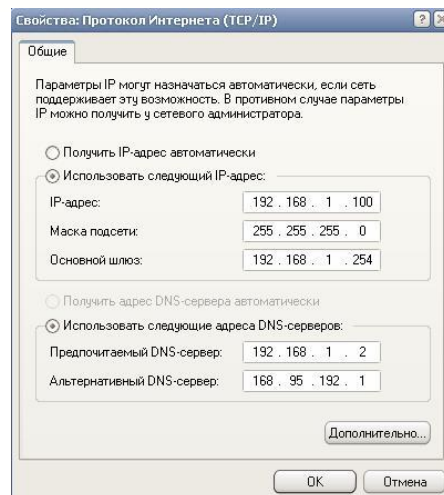 Свойства: Протокол Интернета (TCP/IP)
Общие
Параметры IP могут назначаться автоматически, если сеть
поддерживает эту возможность. В противном случае параметры
IP можно получить у сетевого администратора.
Получить IP-адрес автоматически
Использовать следующий IP-адрес:
IP-адрес: 192 . 168 . 1 . 100
Маска подсети: 255 . 255 . 255 . 0
Основной шлюз: 192 . 168 . 1 . 254
Получить адрес DNS-сервера автоматически
Использовать следующие адреса DNS-серверов:
Предпочитаемый DNS-сервер: 192 . 168 . 1 . 2
Альтернативный DNS-сервер: 168 . 95 . 192 . 1
Дополнительно...
OK Отмена